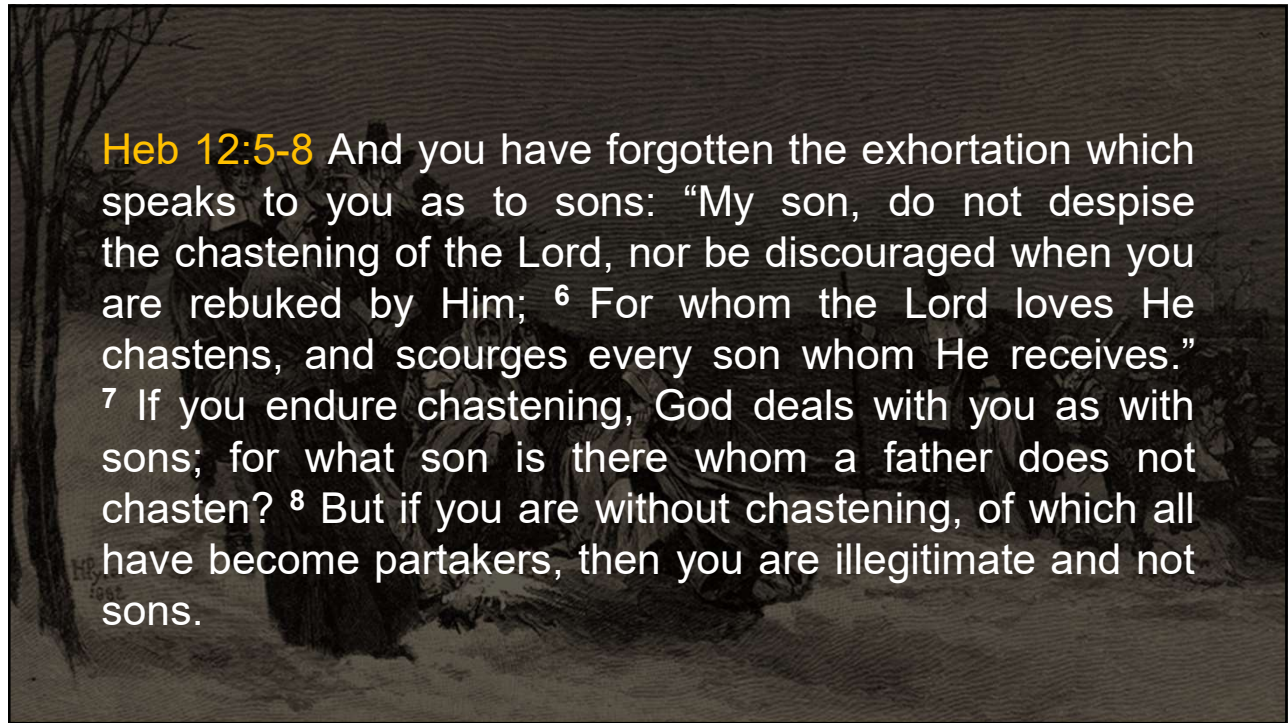 Heb 12:5-8 And you have forgotten the exhortation which
speaks to you as to sons: “My son, do not despise
the chastening of the Lord, nor be discouraged when you
are rebuked by Him; 6 For whom the Lord loves He
chastens, and scourges every son whom He receives.”
7 If you endure chastening, God deals with you as with
sons; for what son is there whom a father does not
chasten? 8 But if you are without chastening, of which all
have become partakers, then you are illegitimate and not
sons.